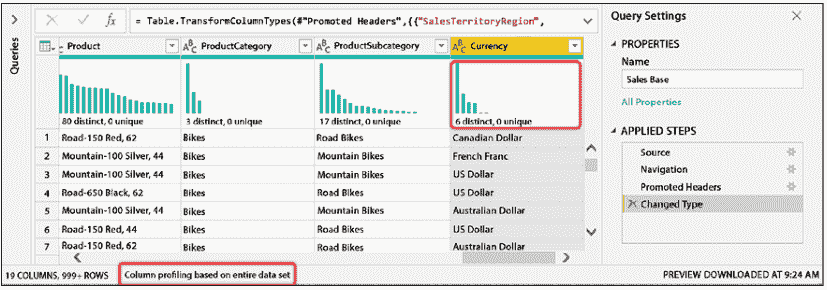 Queries
= Table.TransformColumnTypes(#"Promoted Headers",{{"SalesTerritoryRegion",
Product ABC ProductCategory ABC ProductSubcategory ABC Currency
80 distinct, 0 unique 3 distinct, 0 unique 17 distinct, 0 unique 6 distinct, 0 unique
1 Road-150 Red, 62 Bikes Road Bikes Canadian Dollar
2 Mountain-100 Silver, 44 Bikes Mountain Bikes French Franc
3 Mountain-100 Silver, 44 Bikes Mountain Bikes US Dollar
4 Road-650 Black, 62 Bikes Road Bikes US Dollar
5 Mountain-100 Silver, 44 Bikes Mountain Bikes Australian Dollar
6 Road-150 Red, 44 Bikes Road Bikes US Dollar
7 Road-150 Red, 62 Bikes Road Bikes Australian Dollar
Query Settings
PROPERTIES
Name
Sales Base
All Properties
APPLIED STEPS
Source
Navigation
Promoted Headers
Changed Type
19 COLUMNS, 999+ ROWS Column profiling based on entire data set PREVIEW DOWNLOADED AT 9:24 AM